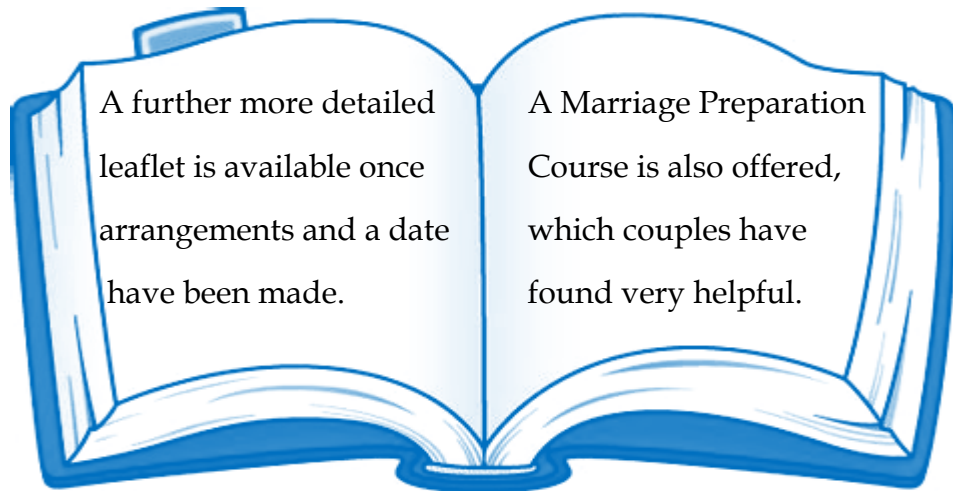 A further more detailed
leaflet is available once
arrangements and a date
have been made.
A Marriage Preparation
Course is also offered,
which couples have
found very helpful.